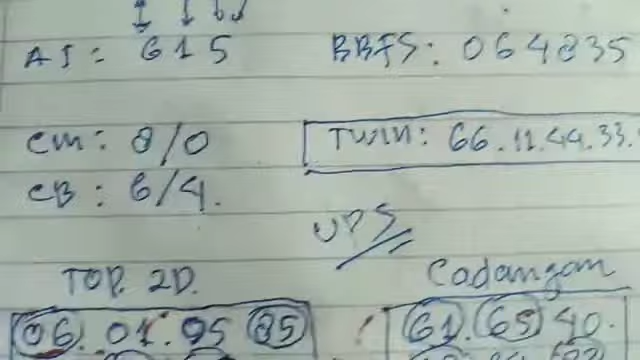 AI = 615
BBFS: 064835
CM: 8/0
TWIN: 66.11.44.33.
CB: 6/4.
UPS
TOP. 2D.
Cadangan
06. 01. 05 85
61. 65 40.